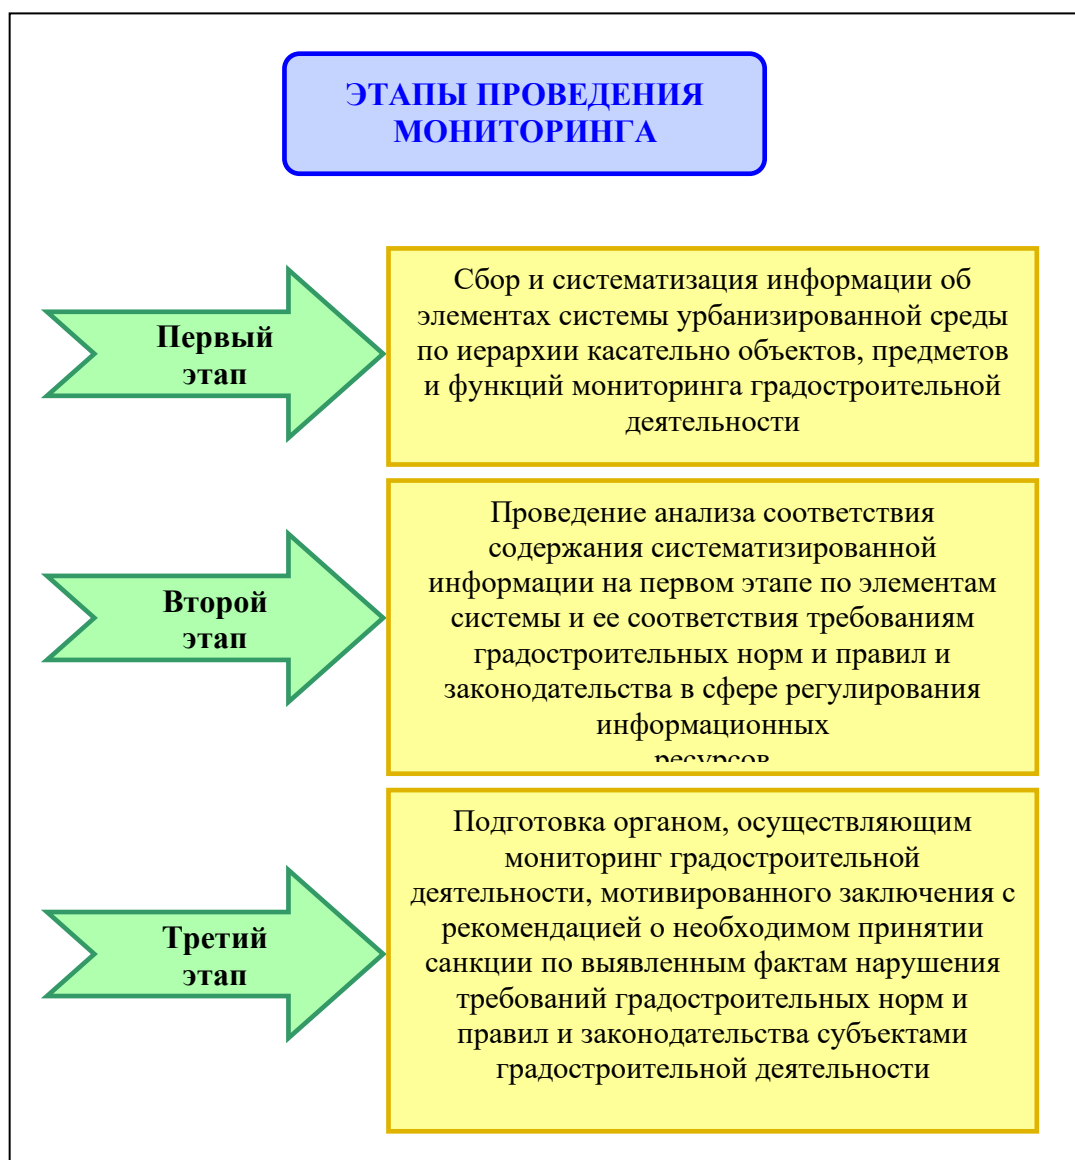 ЭТАПЫ ПРОВЕДЕНИЯ
МОНИТОРИНГА
Первый
этап
Сбор и систематизация информации об
элементах системы урбанизированной среды
по иерархии касательно объектов, предметов
и функций мониторинга градостроительной
деятельности
Второй
этап
Проведение анализа соответствия
содержания систематизированной
информации на первом этапе по элементам
системы и ее соответствия требованиям
градостроительных норм и правил и
законодательства в сфере регулирования
информационных
ресурсов
Третий
этап
Подготовка органом, осуществляющим
мониторинг градостроительной
деятельности, мотивированного заключения с
рекомендацией о необходимом принятии
санкции по выявленным фактам нарушения
требований градостроительных норм и
правил и законодательства субъектами
градостроительной деятельности